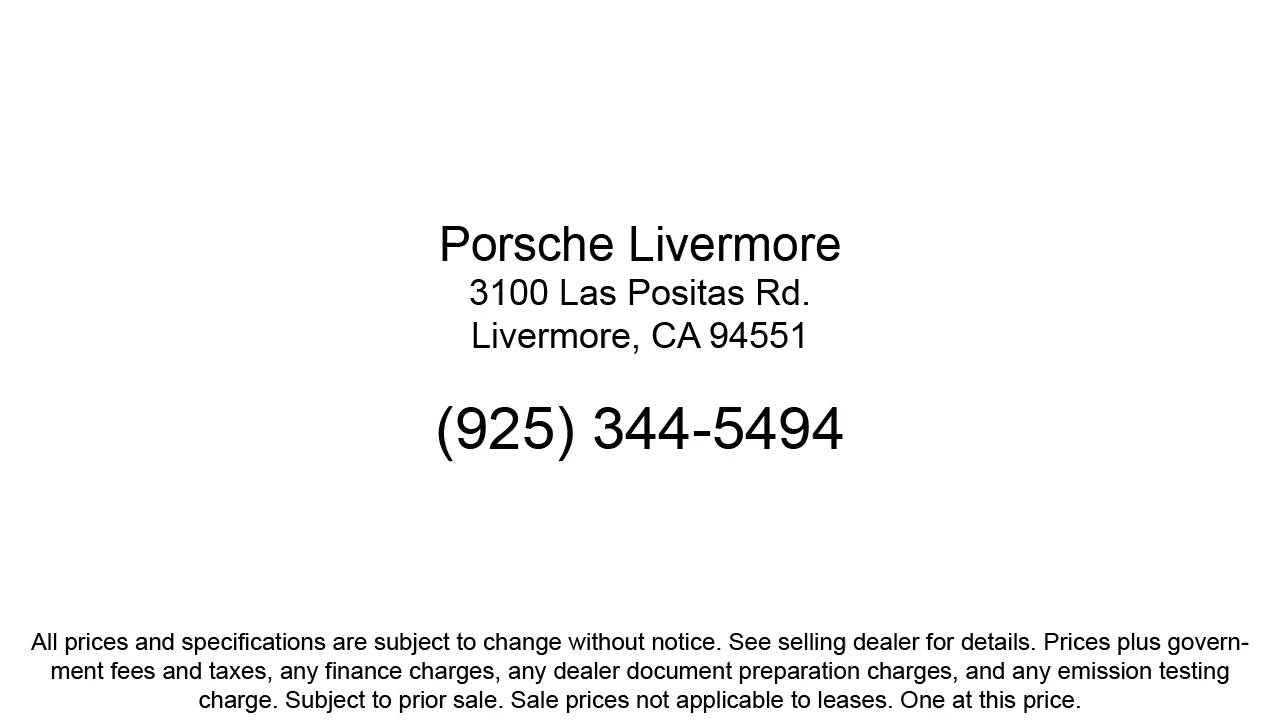 Porsche Livermore
3100 Las Positas Rd.
Livermore, CA 94551
(925) 344-5494
All prices and specifications are subject to change without notice. See selling dealer for details. Prices plus govern-
ment fees and taxes, any finance charges, any dealer document preparation charges, and any emission testing
charge. Subject to prior sale. Sale prices not applicable to leases. One at this price.